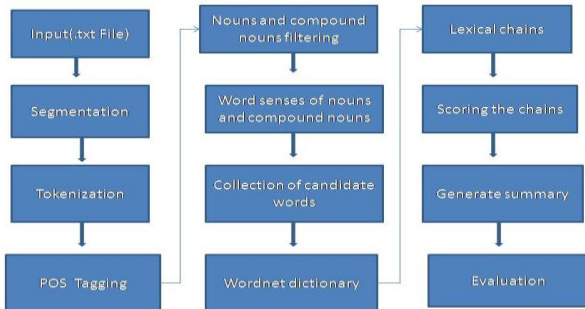 Input(.txt File)
Segmentation
Tokenization
POS Tagging
Nouns and compound
nouns filtering
Word senses of nouns
and compound nouns
Collection of candidate
words
Wordnet dictionary
Lexical chains
Scoring the chains
Generate summary
Evaluation